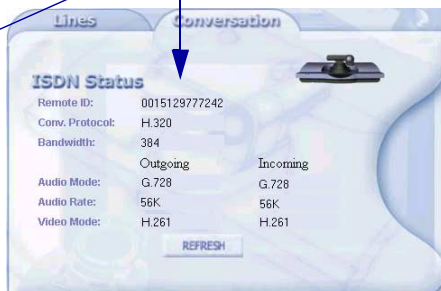 Lines Conversation
ISDN Status
Remote ID: 0015129777242
Conv. Protocol: H.320
Bandwidth: 384
Outgoing Incoming
Audio Mode: G.728 G.728
Audio Rate: 56K 56K
Video Mode: H.261 H.261
REFRESH